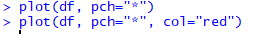 > plot(df, pch="*")
> plot(df, pch="*", col="red")